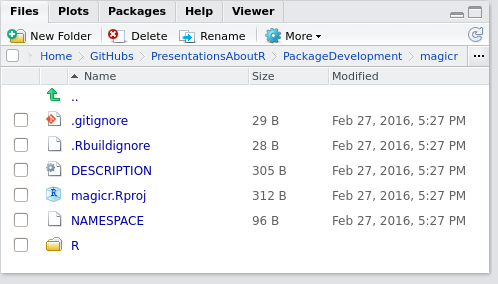 Files Plots Packages Help Viewer
New Folder Delete Rename More
Home GitHubs PresentationsAboutR PackageDevelopment magicr ...
Name Size Modified
..
.gitignore 29 B Feb 27, 2016, 5:27 PM
.Rbuildignore 28 B Feb 27, 2016, 5:27 PM
DESCRIPTION 305 B Feb 27, 2016, 5:27 PM
magicr.Rproj 312 B Feb 27, 2016, 5:27 PM
NAMESPACE 96 B Feb 27, 2016, 5:27 PM
R